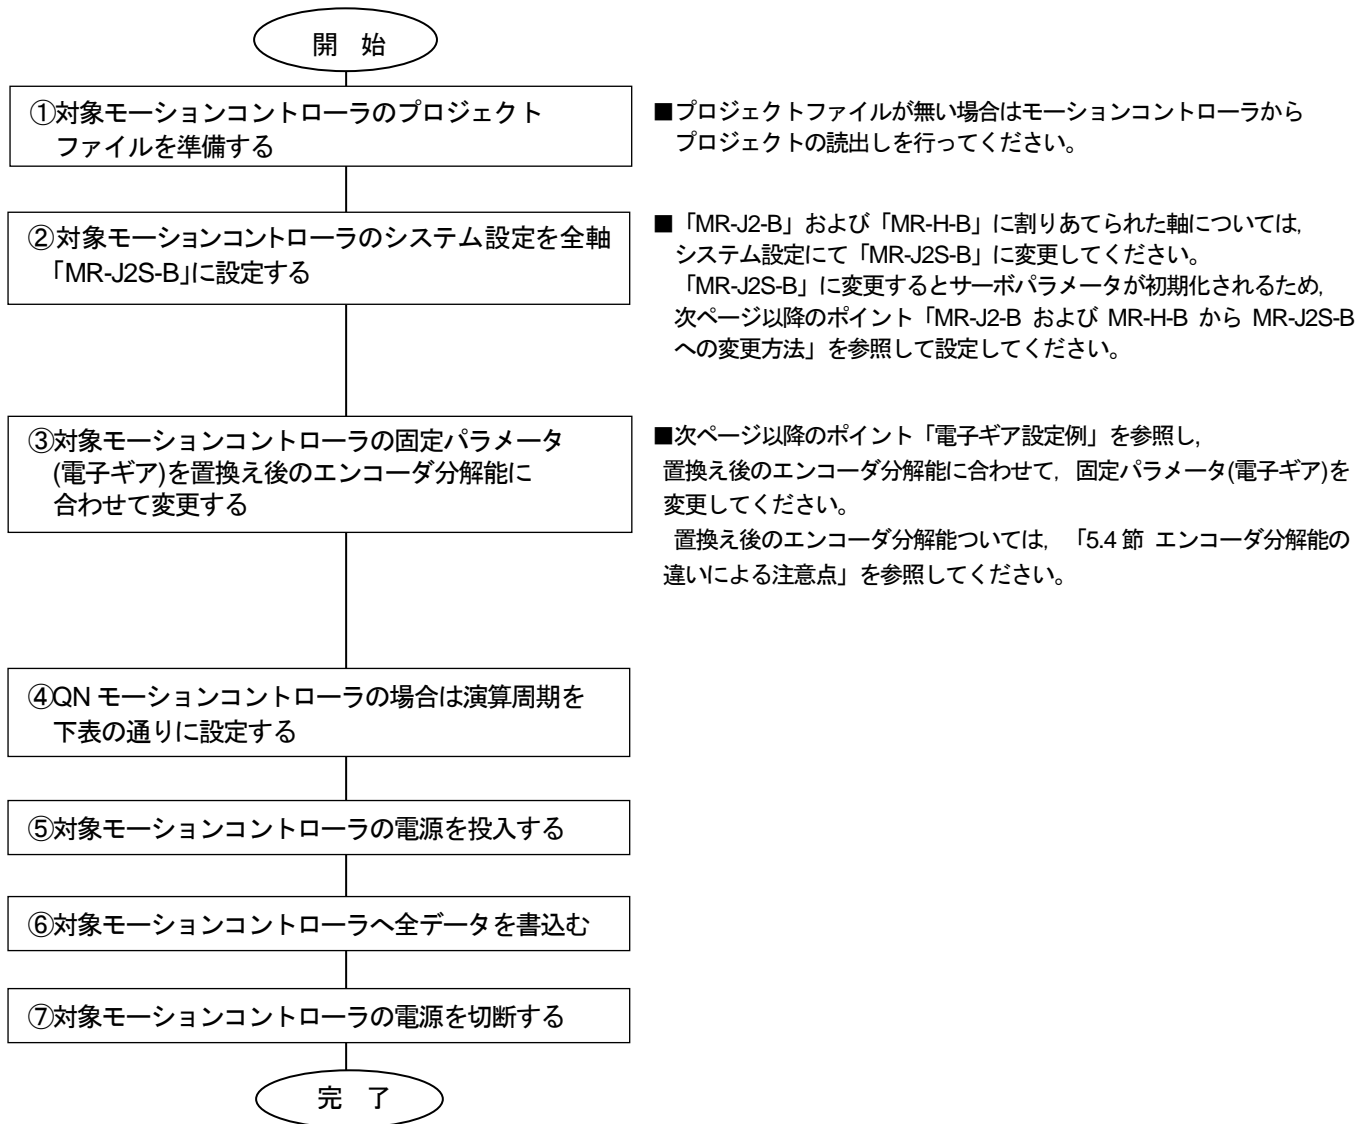 開　始
①対象モーションコントローラのプロジェクト
ファイルを準備する
■プロジェクトファイルが無い場合はモーションコントローラから
プロジェクトの読出しを行ってください。
②対象モーションコントローラのシステム設定を全軸
「MR-J2S-B」に設定する
■「MR-J2-B」および「MR-H-B」に割りあてられた軸については,
システム設定にて「MR-J2S-B」に変更してください。
「MR-J2S-B」に変更するとサーボパラメータが初期化されるため,
次ページ以降のポイント「MR-J2-B および MR-H-B から MR-J2S-B
への変更方法」を参照して設定してください。
③対象モーションコントローラの固定パラメータ
(電子ギア)を置換え後のエンコーダ分解能に
合わせて変更する
■次ページ以降のポイント「電子ギア設定例」を参照し,
置換え後のエンコーダ分解能に合わせて, 固定パラメータ(電子ギア)を
変更してください。
置換え後のエンコーダ分解能ついては, 「5.4 節 エンコーダ分解能の
違いによる注意点」を参照してください。
④QN モーションコントローラの場合は演算周期を
下表の通りに設定する
⑤対象モーションコントローラの電源を投入する
⑥対象モーションコントローラへ全データを書込む
⑦対象モーションコントローラの電源を切断する
完　了